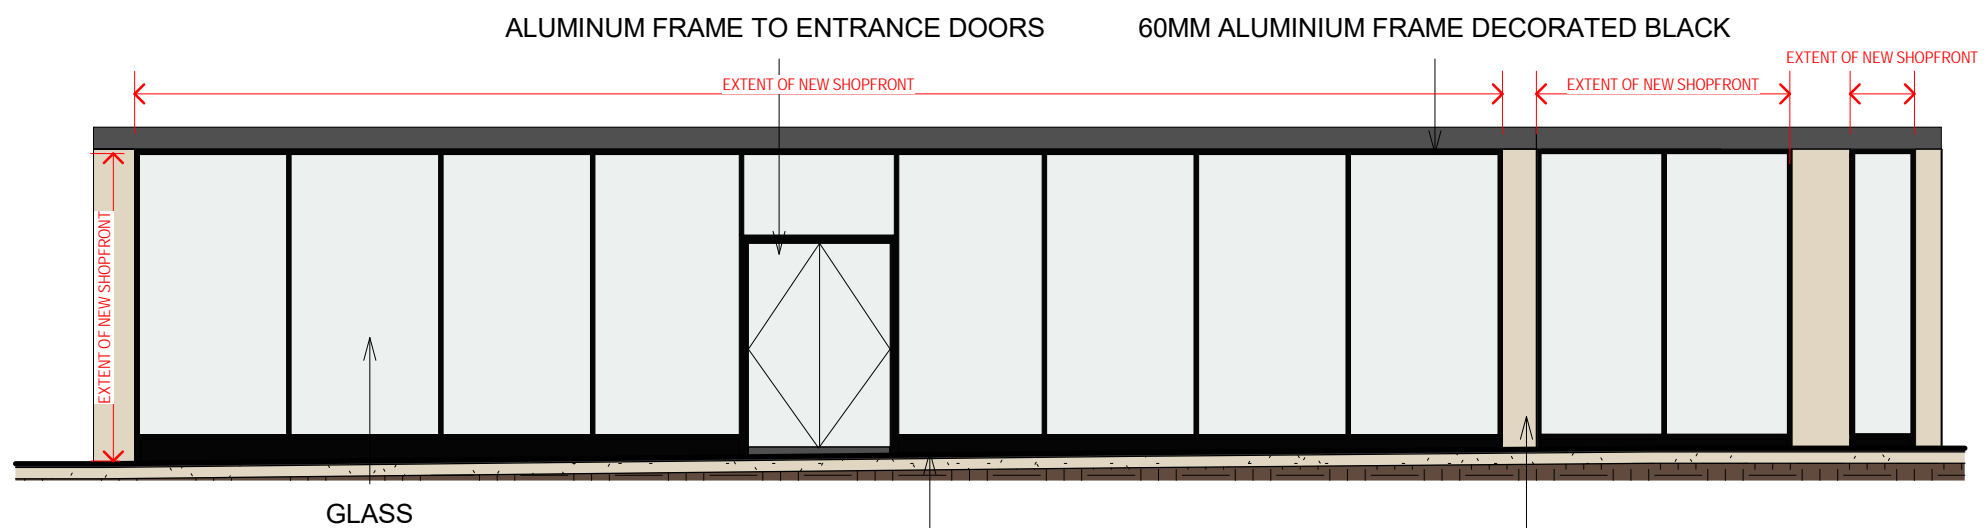 ALUMINUM FRAME TO ENTRANCE DOORS
60MM ALUMINIUM FRAME DECORATED BLACK
EXTENT OF NEW SHOPFRONT
EXTENT OF NEW SHOPFRONT
EXTENT OF NEW SHOPFRONT
EXTENT OF NEW SHOPFRONT
GLASS